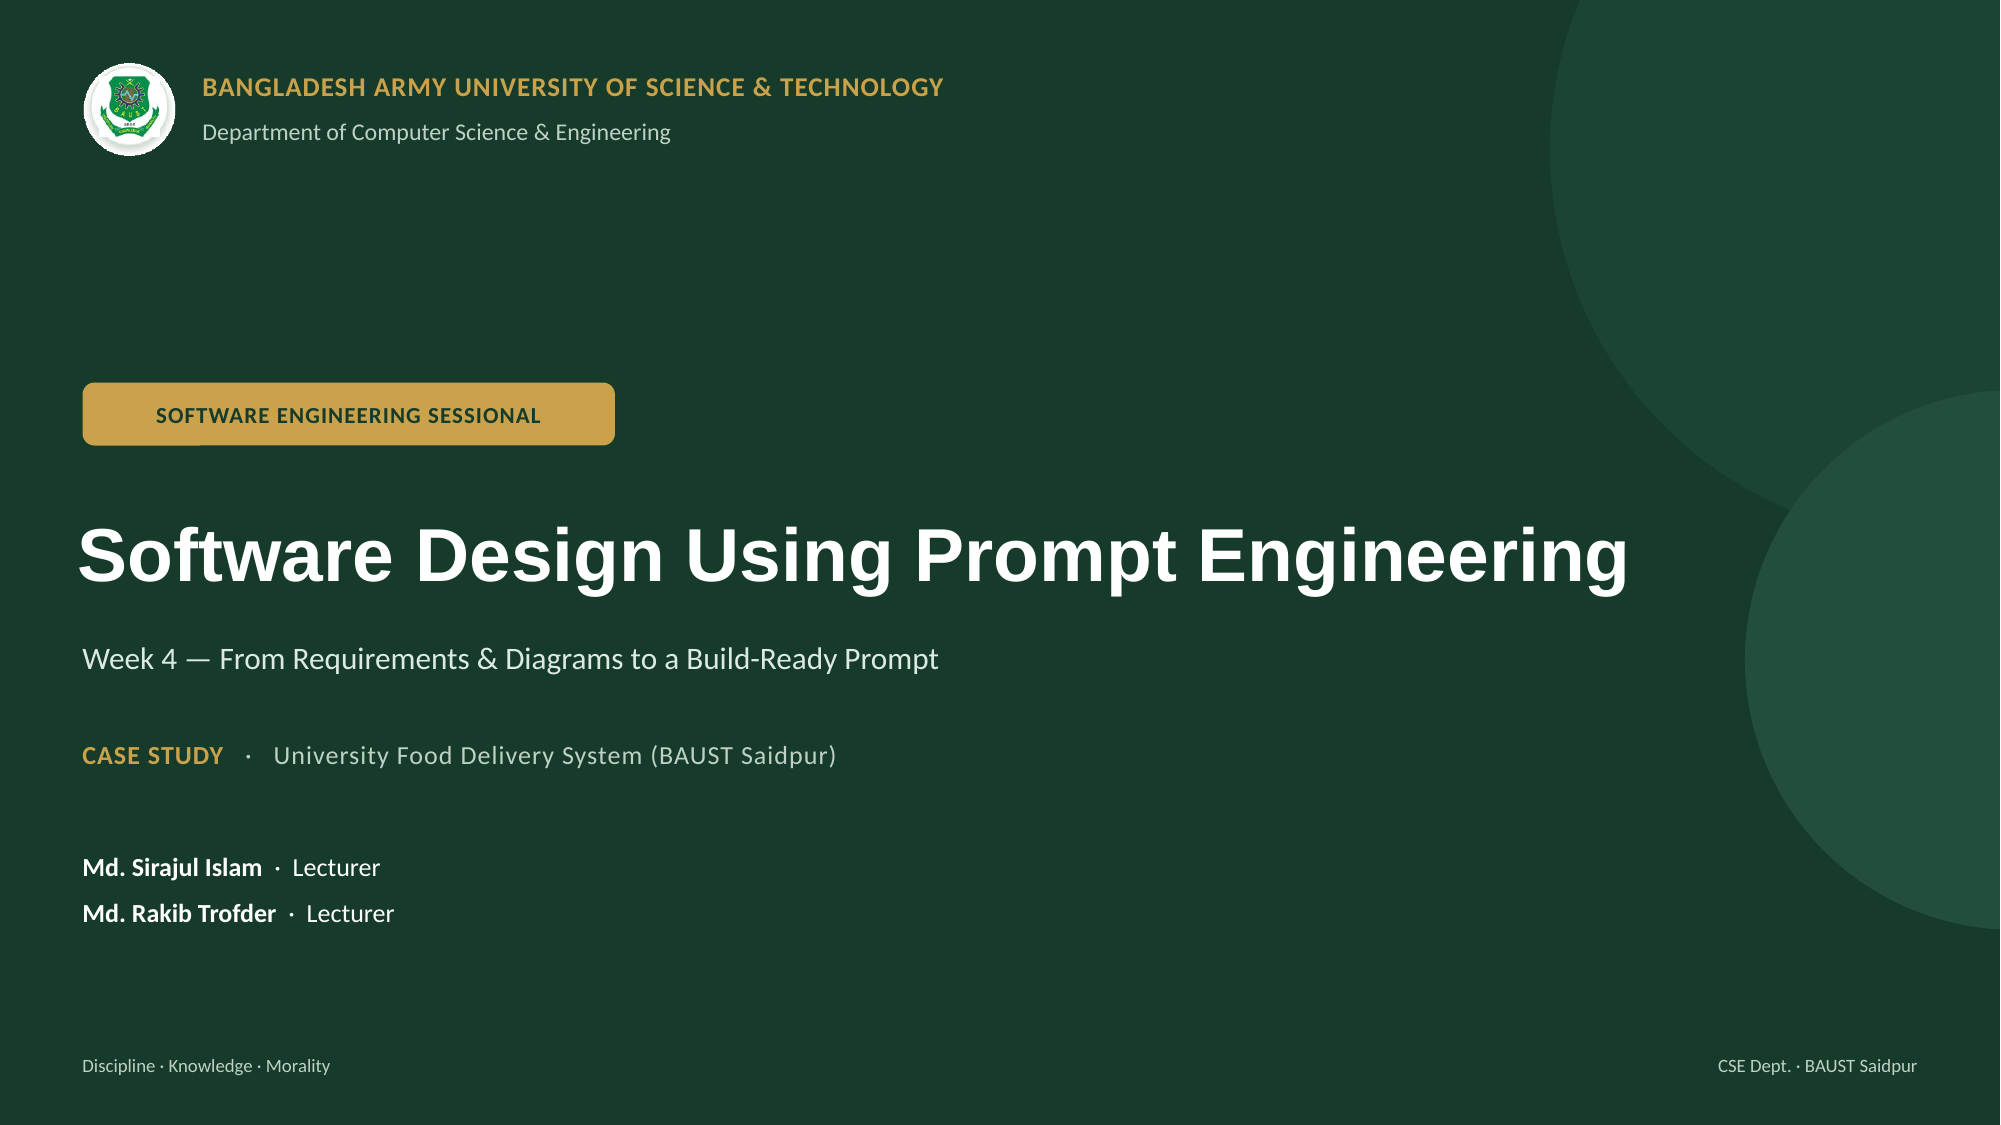 BANGLADESH ARMY UNIVERSITY OF SCIENCE & TECHNOLOGY
Department of Computer Science & Engineering
SOFTWARE ENGINEERING SESSIONAL
Software Design Using Prompt Engineering
Week 4 — From Requirements & Diagrams to a Build-Ready Prompt
CASE STUDY · University Food Delivery System (BAUST Saidpur)
Md. Sirajul Islam · Lecturer
Md. Rakib Trofder · Lecturer
Discipline · Knowledge · Morality
CSE Dept. · BAUST Saidpur